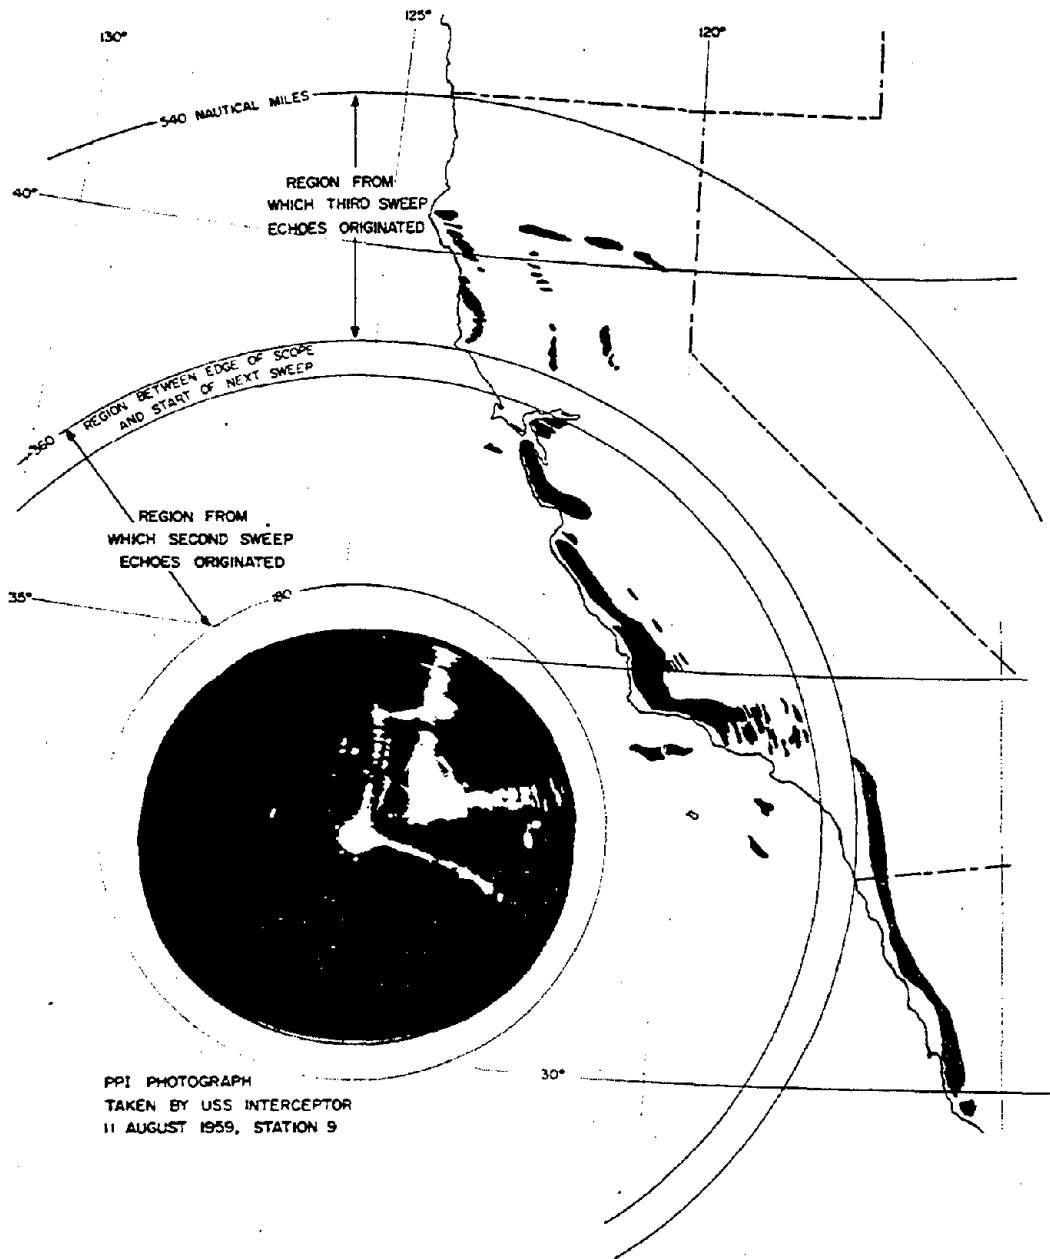 130°
125°
120°
540 NAUTICAL MILES
40°
REGION FROM
WHICH THIRD SWEEP
ECHOES ORIGINATED
360
REGION BETWEEN EDGE OF SCOPE
AND START OF NEXT SWEEP
REGION FROM
WHICH SECOND SWEEP
ECHOES ORIGINATED
35°
180
30°
PPI PHOTOGRAPH
TAKEN BY USS INTERCEPTOR
11 AUGUST 1959, STATION 9